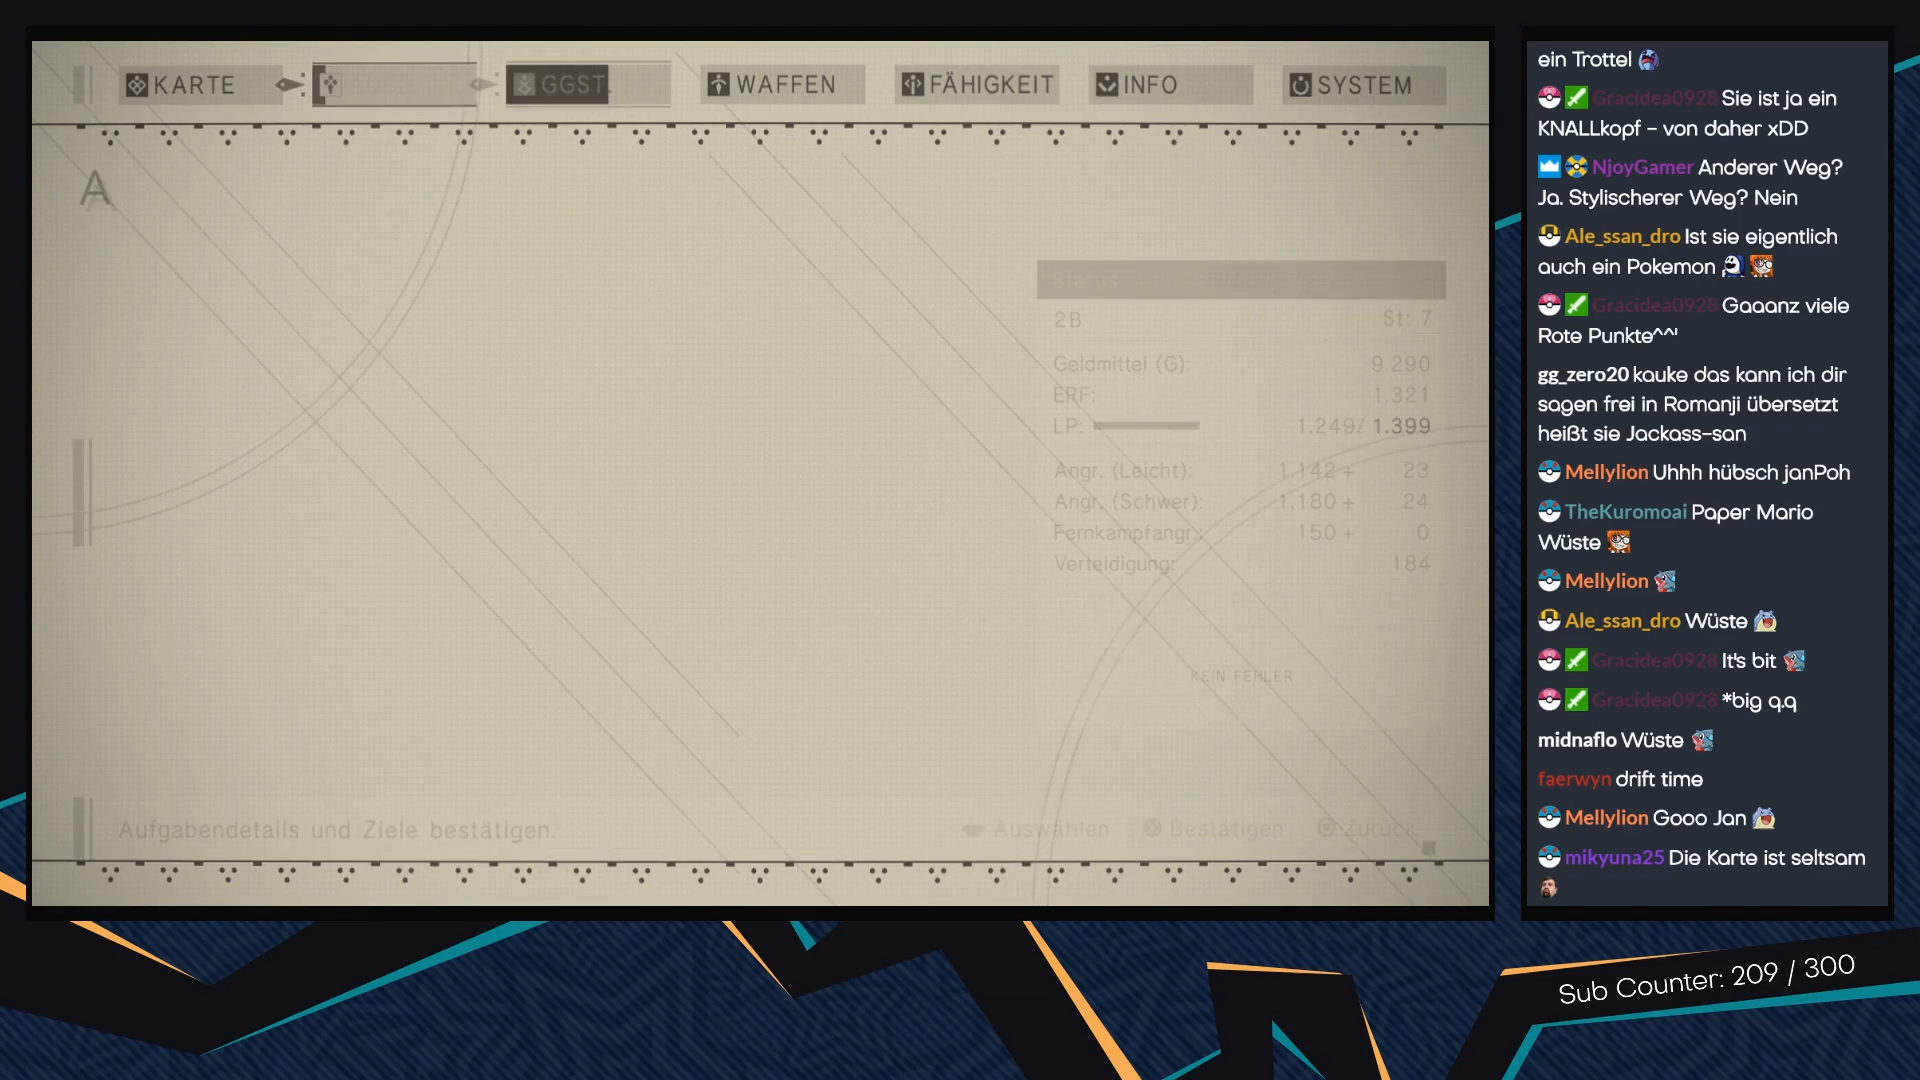 KARTE
GGST.
WAFFEN
FÄHIGKEIT
INFO
SYSTEM
A
Status
2B St: 7
Geldmittel (G): 9.290
ERF: 1.321
LP: 1.249/ 1.399
Angr. (Leicht): 1.142 + 23
Angr. (Schwer): 1.180 + 24
Fernkampfangr.: 150 + 0
Verteidigung: 184
KEIN FEHLER
Aufgabendetails und Ziele bestätigen.
Auswählen Bestätigen Zurück
ein Trottel
Gracidea0928 Sie ist ja ein
KNALLkopf - von daher xDD
NjoyGamer Anderer Weg?
Ja. Stylischerer Weg? Nein
Ale_ssan_dro Ist sie eigentlich
auch ein Pokemon
Gracidea0928 Gaaanz viele
Rote Punkte^^'
gg_zero20 kauke das kann ich dir
sagen frei in Romanji übersetzt
heißt sie Jackass-san
Mellylion Uhhh hübsch janPoh
TheKuromoai Paper Mario
Wüste
Mellylion
Ale_ssan_dro Wüste
Gracidea0928 It's bit
Gracidea0928 *big q.q
midnaflo Wüste
faerwyn drift time
Mellylion Gooo Jan
mikyuna25 Die Karte ist seltsam
Sub Counter: 209 / 300